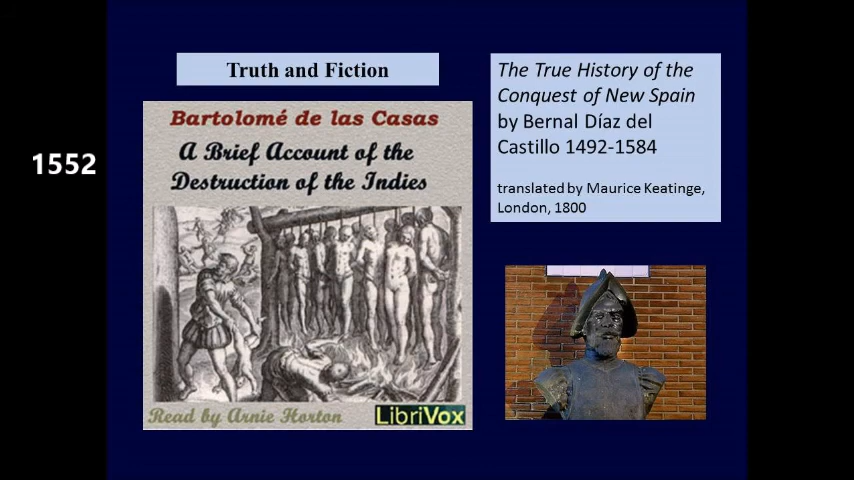 Truth and Fiction
1552
Bartolomé de las Casas
A Brief Account of the
Destruction of the Indies
Read by Arnie Horton
LibriVox
The True History of the
Conquest of New Spain
by Bernal Díaz del
Castillo 1492-1584
translated by Maurice Keatinge,
London, 1800